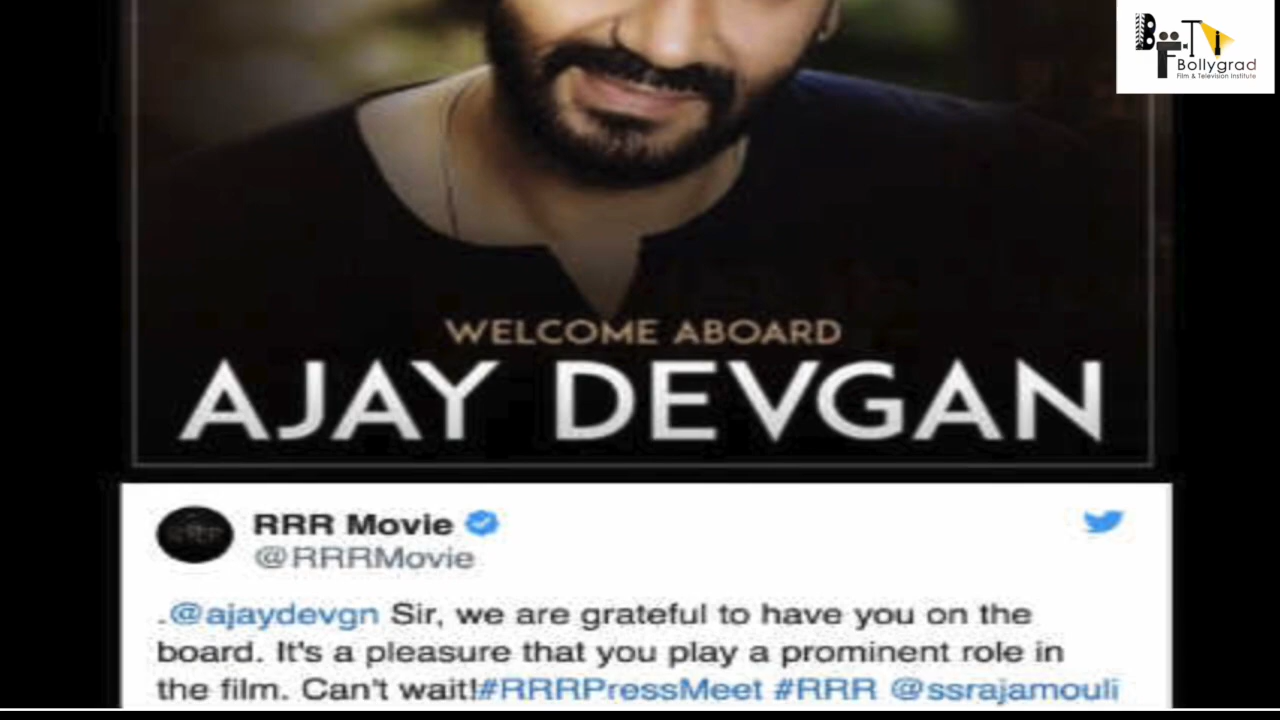 BFTI
Bollygrad
Film & Television Institute
WELCOME ABOARD
AJAY DEVGAN
RRR Movie
@RRRMovie
.@ajaydevgn Sir, we are grateful to have you on the
board. It's a pleasure that you play a prominent role in
the film. Can't wait!#RRRPressMeet #RRR @ssrajamouli